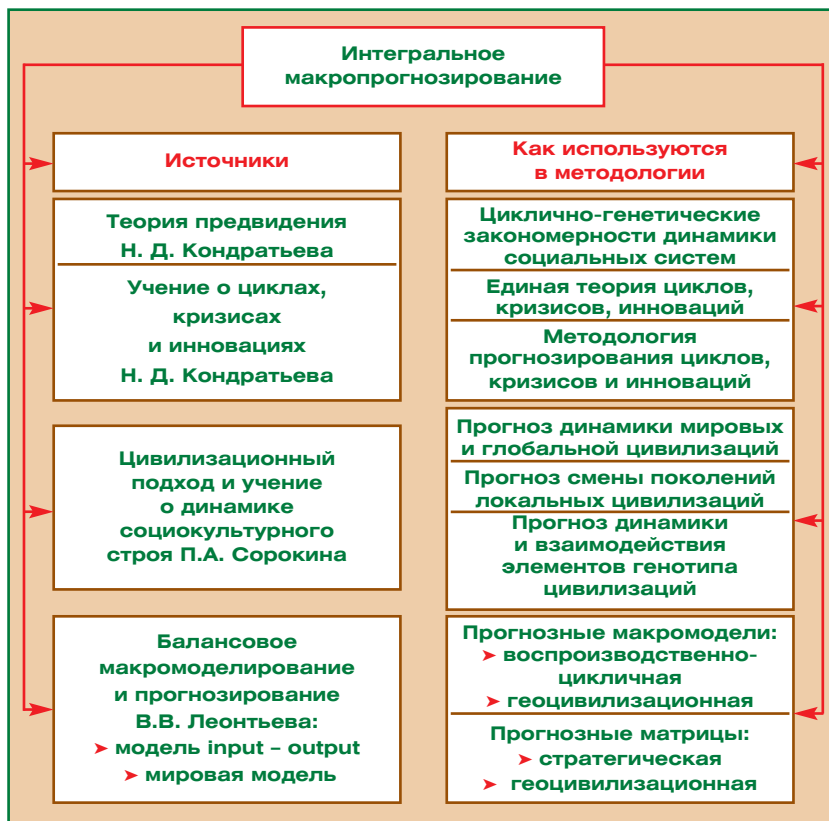 Интегральное
макропрогнозирование
Источники
Теория предвидения
Н. Д. Кондратьева
Учение о циклах,
кризисах
и инновациях
Н. Д. Кондратьева
Цивилизационный
подход и учение
о динамике
социокультурного
строя П.А. Сорокина
Балансовое
макромоделирование
и прогнозирование
В.В. Леонтьева:
➤ модель input – output
➤ мировая модель
Как используются
в методологии
Циклично-генетические
закономерности динамики
социальных систем
Единая теория циклов,
кризисов, инноваций
Методология
прогнозирования циклов,
кризисов и инноваций
Прогноз динамики мировых
и глобальной цивилизаций
Прогноз смены поколений
локальных цивилизаций
Прогноз динамики
и взаимодействия
элементов генотипа
цивилизаций
Прогнозные макромодели:
➤ воспроизводственно-
цикличная
➤ геоцивилизационная
Прогнозные матрицы:
➤ стратегическая
➤ геоцивилизационная